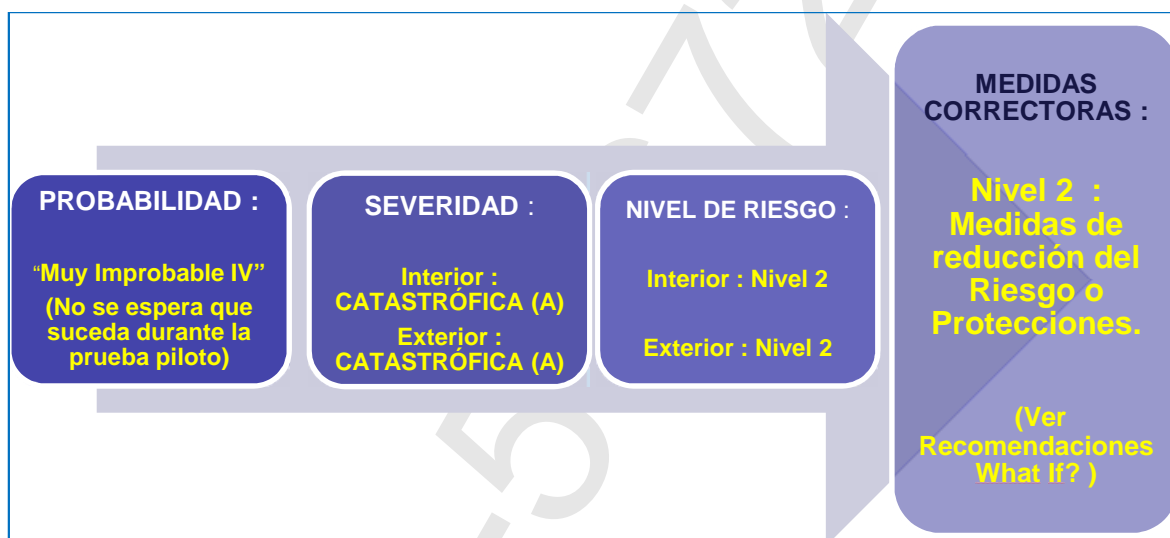 PROBABILIDAD :
“Muy Improbable IV”
(No se espera que
suceda durante la
prueba piloto)
SEVERIDAD :
Interior :
CATASTRÓFICA (A)
Exterior :
CATASTRÓFICA (A)
NIVEL DE RIESGO :
Interior : Nivel 2
Exterior : Nivel 2
MEDIDAS
CORRECTORAS :
Nivel 2 :
Medidas de
reducción del
Riesgo o
Protecciones.
(Ver
Recomendaciones
What If? )